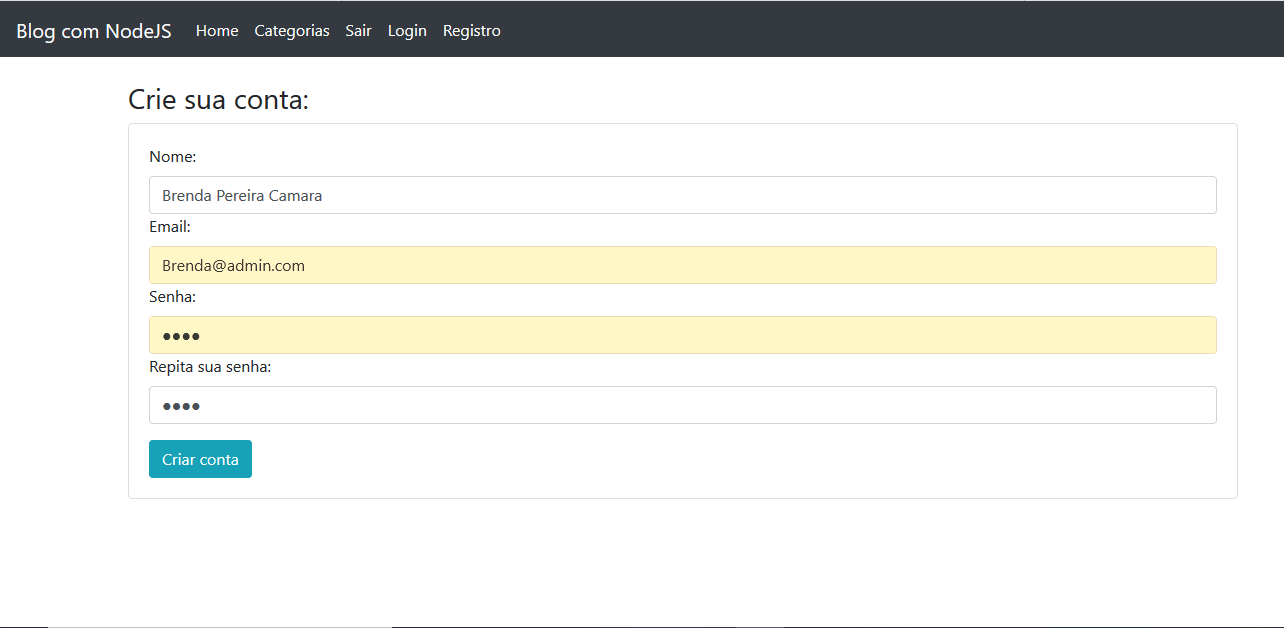 Blog com NodeJS Home Categorias Sair Login Registro
Crie sua conta:
Nome:
Brenda Pereira Camara
Email:
Brenda@admin.com
Senha:
●●●●
Repita sua senha:
●●●●
Criar conta